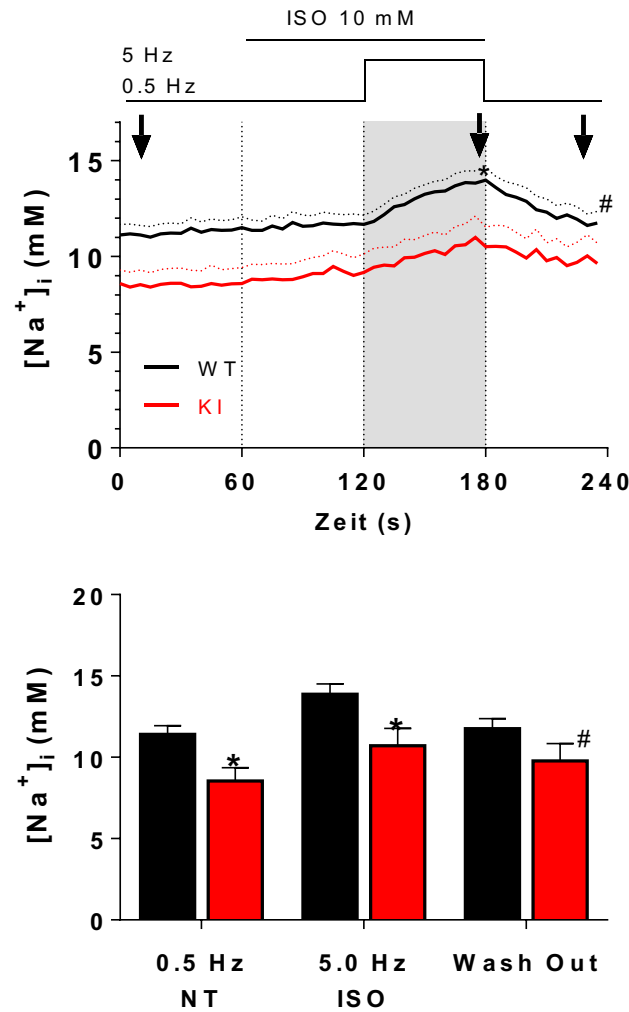 ISO 10 mM
5 Hz
0.5 Hz
17
15
10
5
0
[Na⁺]ᵢ (mM)
*
#
WT
KI
0 60 120 180 240
Zeit (s)
20
15
10
5
0
[Na⁺]ᵢ (mM)
*
*
#
0.5 Hz 5.0 Hz Wash Out
NT ISO